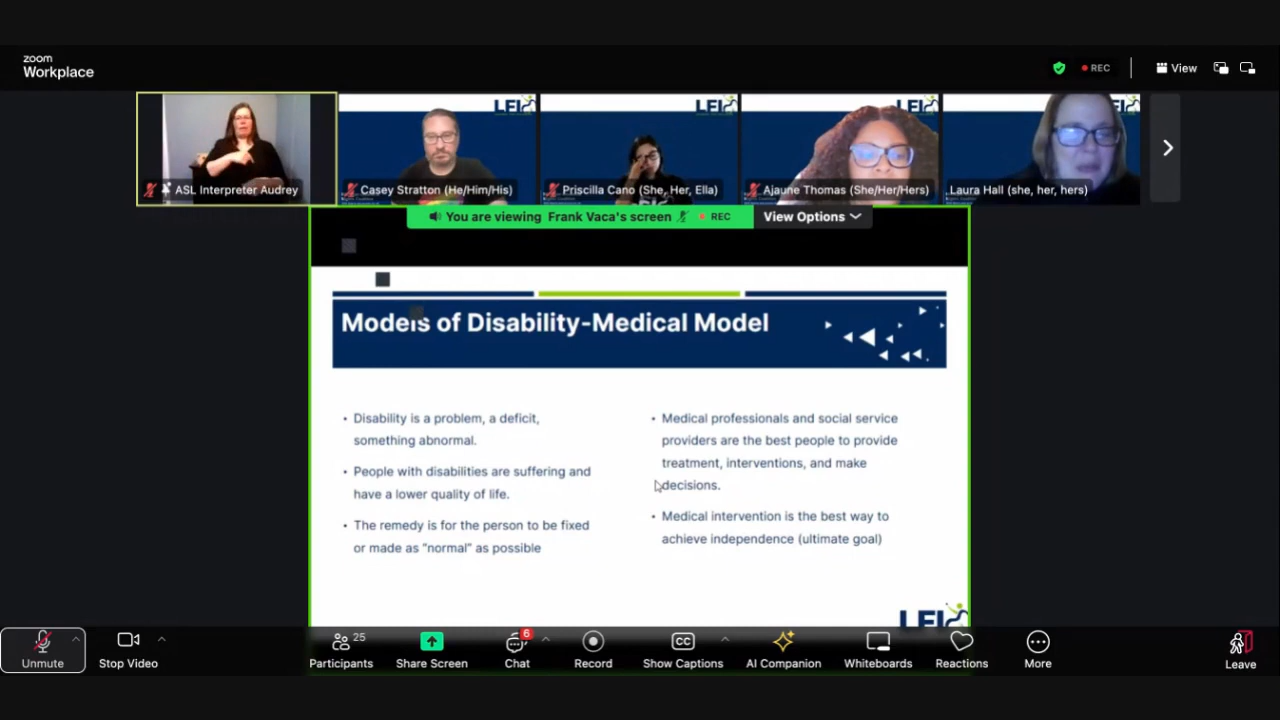 zoom
Workplace
REC
View
LEI
LEI
LEI
LEI
ASL Interpreter Audrey
Casey Stratton (He/Him/His)
Priscilla Cano (She, Her, Ella)
Ajaune Thomas (She/Her/Hers)
Laura Hall (she, her, hers)
You are viewing Frank Vaca's screen
REC
View Options
Models of Disability-Medical Model
• Disability is a problem, a deficit,
something abnormal.
• People with disabilities are suffering and
have a lower quality of life.
• The remedy is for the person to be fixed
or made as "normal" as possible
• Medical professionals and social service
providers are the best people to provide
treatment, interventions, and make
decisions.
• Medical intervention is the best way to
achieve independence (ultimate goal)
LEI
Unmute
Stop Video
Participants
25
Share Screen
Chat
6
Record
CC
Show Captions
AI Companion
Whiteboards
Reactions
More
Leave